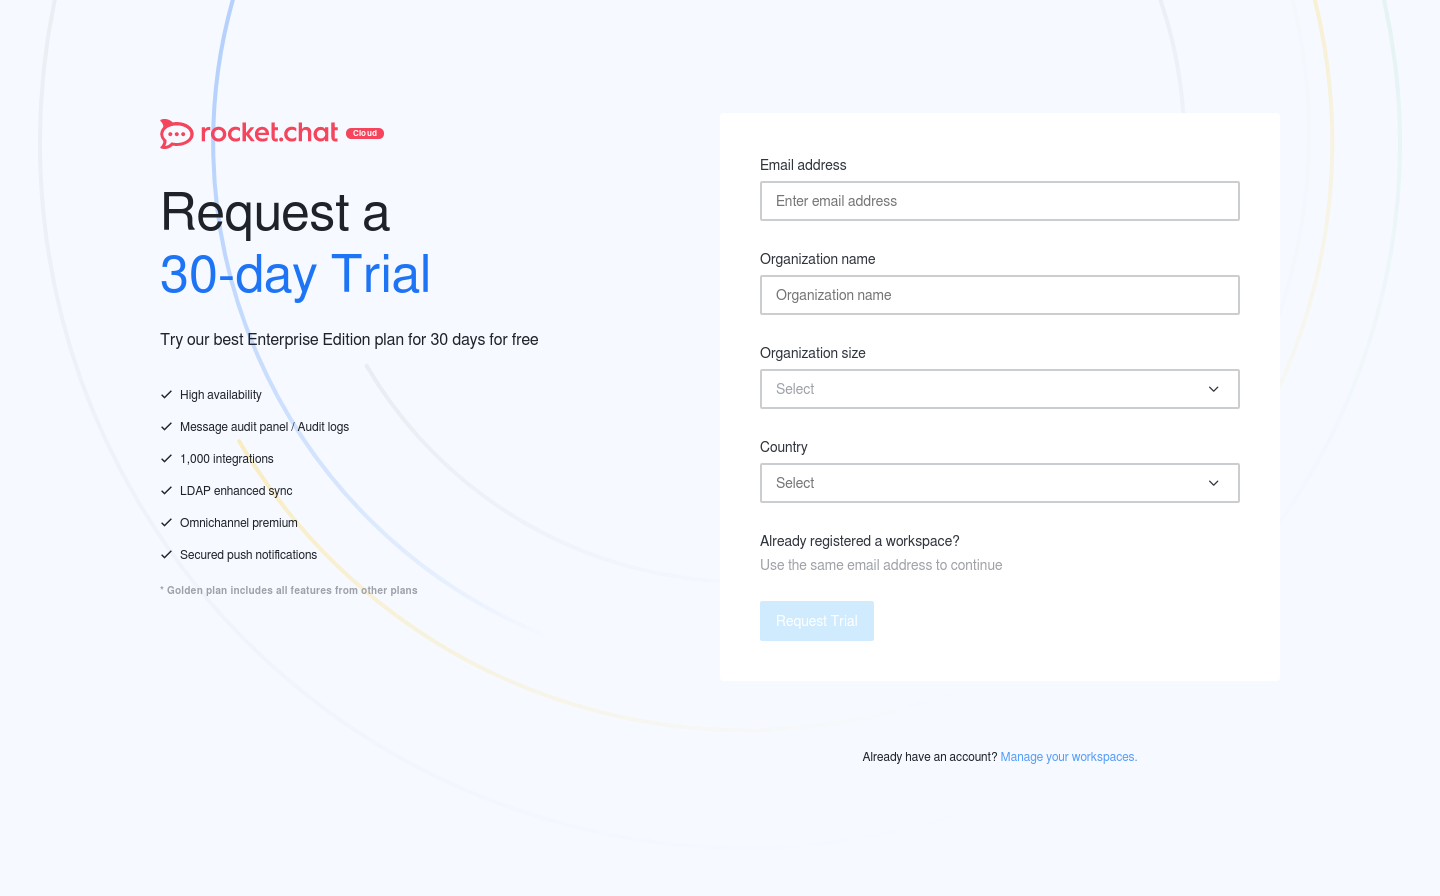 rocket.chat Cloud
Request a
30-day Trial
Try our best Enterprise Edition plan for 30 days for free
High availability
Message audit panel / Audit logs
1,000 integrations
LDAP enhanced sync
Omnichannel premium
Secured push notifications
* Golden plan includes all features from other plans
Email address
Enter email address
Organization name
Organization name
Organization size
Select
Country
Select
Already registered a workspace?
Use the same email address to continue
Request Trial
Already have an account? Manage your workspaces.